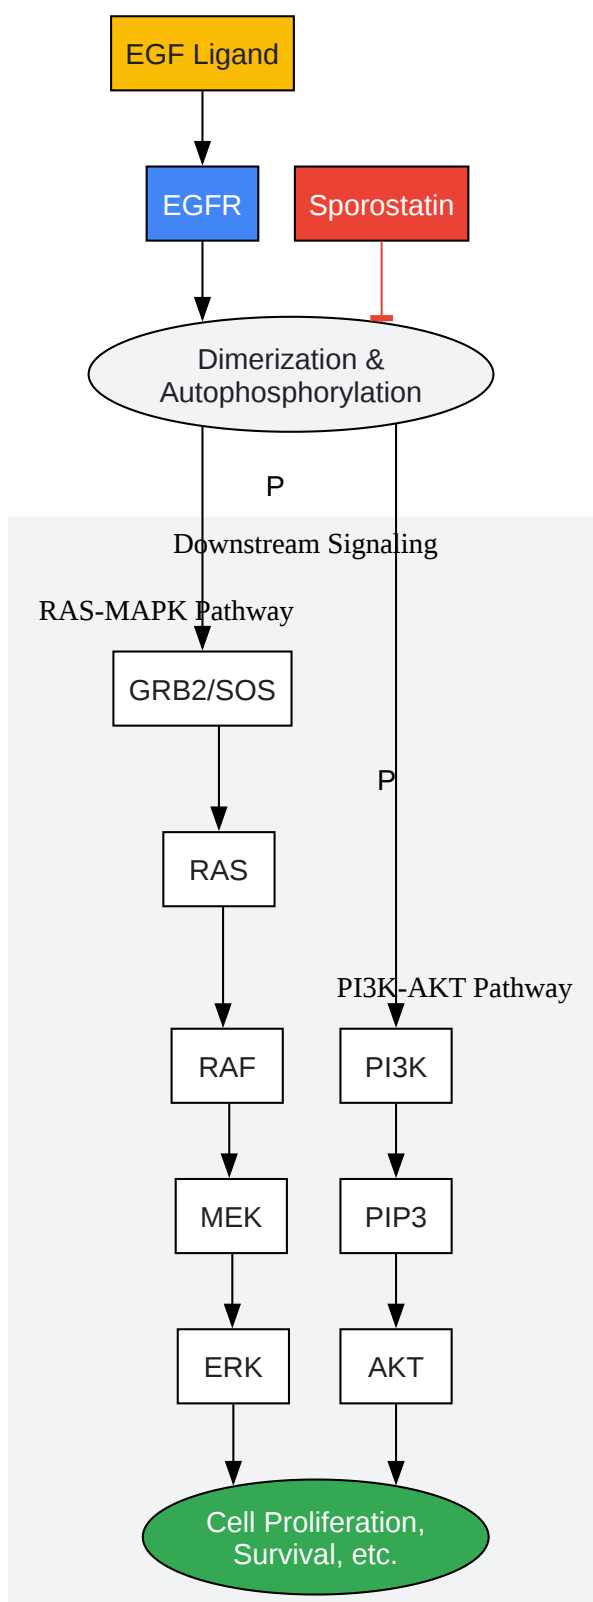 EGF Ligand
EGFR
Sporostatin
Dimerization &
Autophosphorylation
P
Downstream Signaling
RAS-MAPK Pathway
GRB2/SOS
P
RAS
PI3K-AKT Pathway
RAF
PI3K
MEK
PIP3
ERK
AKT
Cell Proliferation,
Survival, etc.